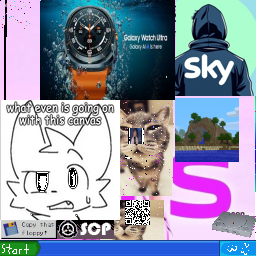 Galaxy Watch Ultra
Galaxy AI is here
sky
what even is going on
with this canvas
S
Copy that
floppy!
SCP
Start